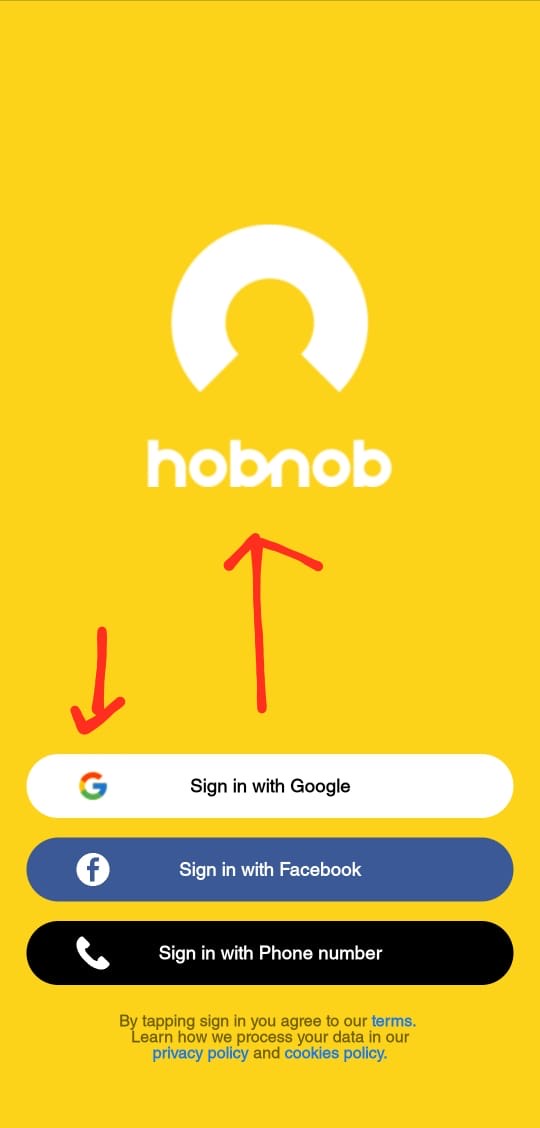 hobnob
Sign in with Google
Sign in with Facebook
Sign in with Phone number
By tapping sign in you agree to our terms.
Learn how we process your data in our
privacy policy and cookies policy.